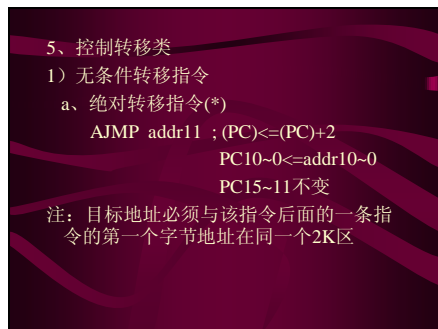 5、控制转移类
1）无条件转移指令
a、绝对转移指令(*)
AJMP addr11 ; (PC)<=(PC)+2
PC10~0<=addr10~0
PC15~11不变
注：目标地址必须与该指令后面的一条指
令的第一个字节地址在同一个2K区